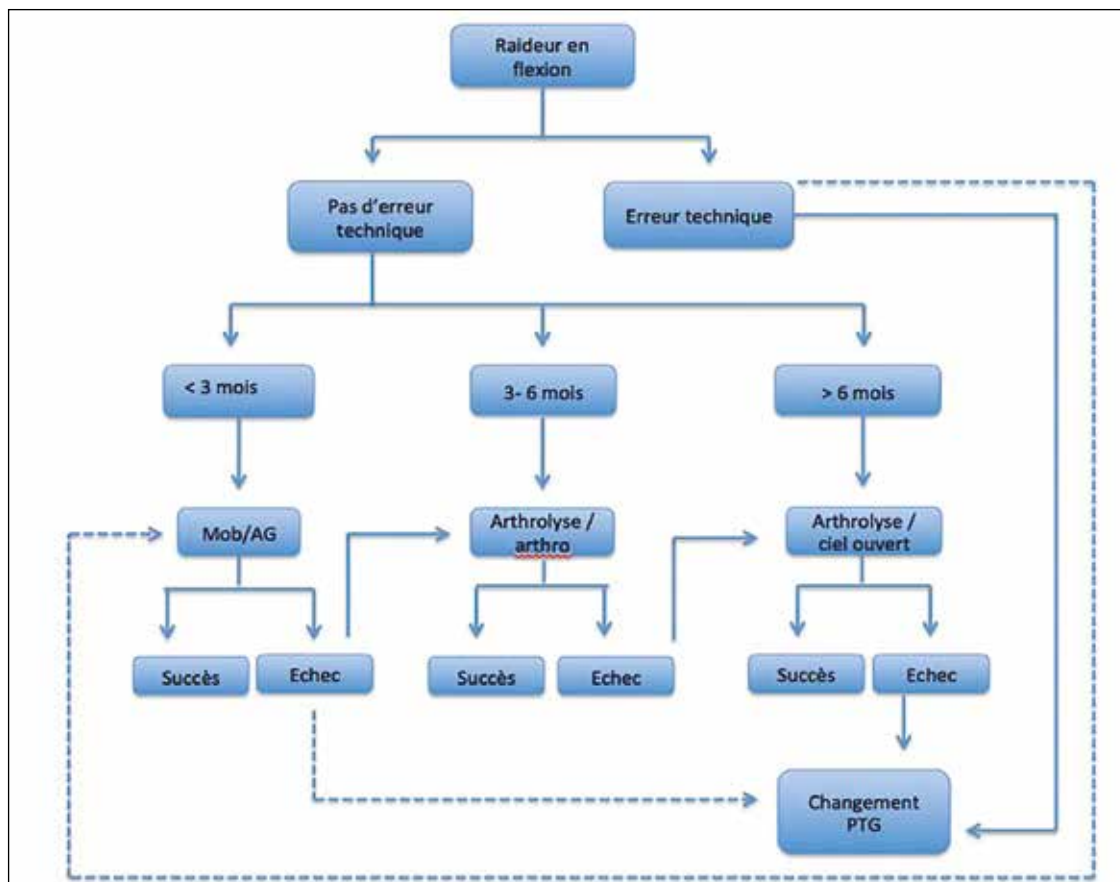 Raideur en
flexion
Pas d'erreur
technique
Erreur technique
< 3 mois
3- 6 mois
> 6 mois
Mob/AG
Arthrolyse /
arthro
Arthrolyse /
ciel ouvert
Succès
Echec
Succès
Echec
Succès
Echec
Changement
PTG